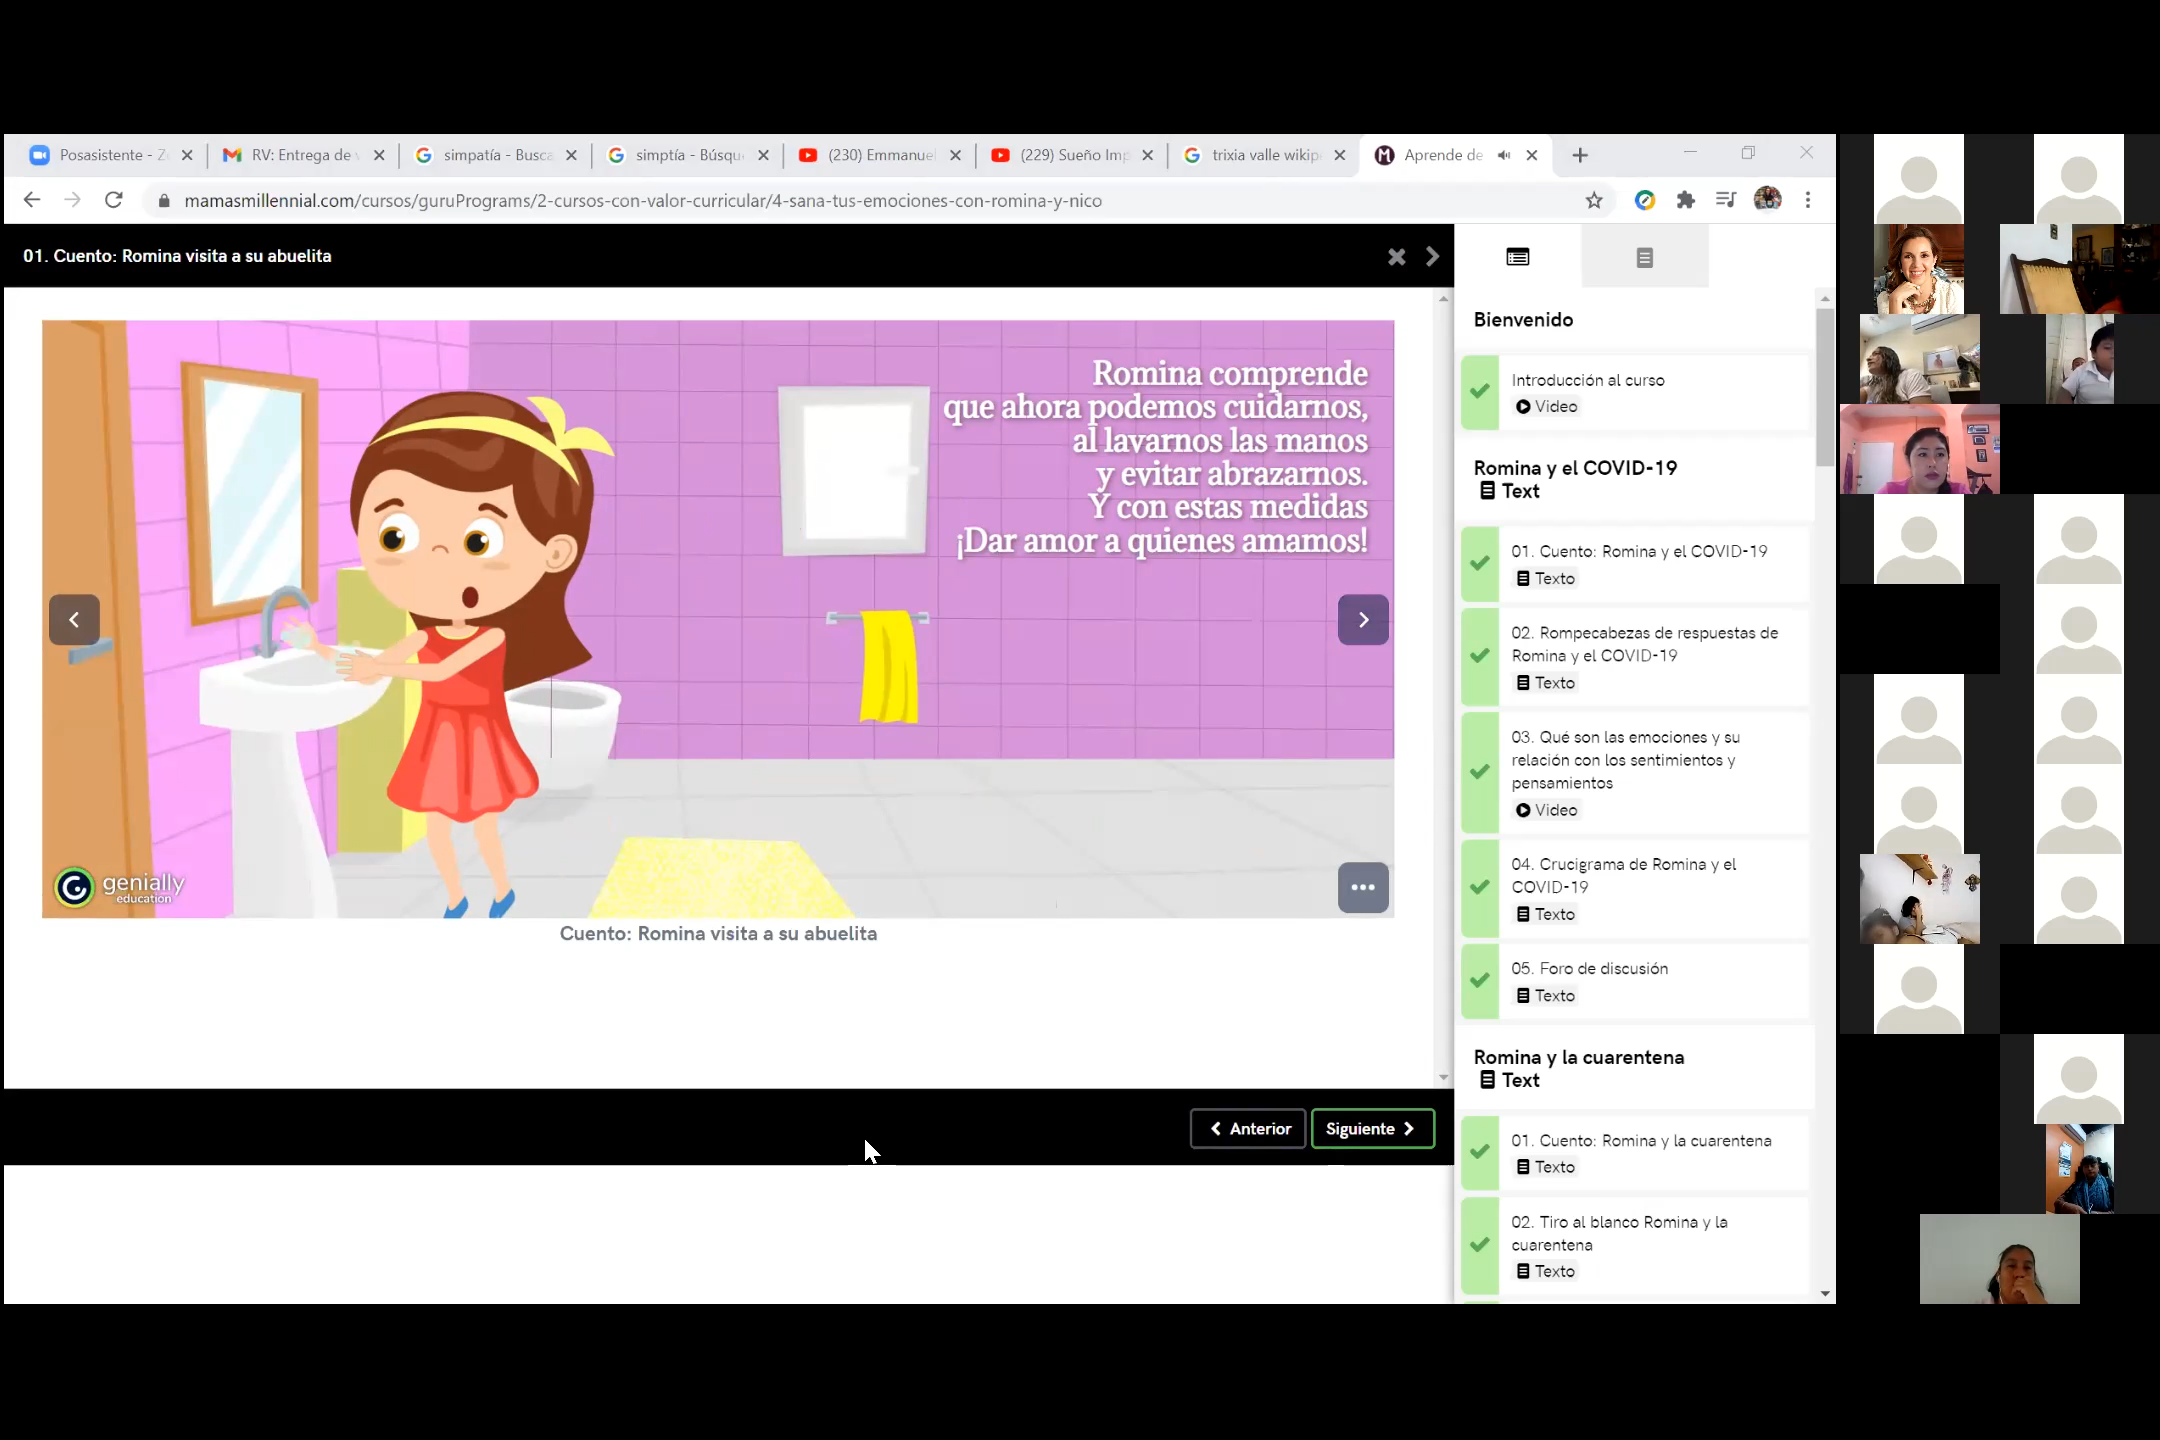 Posasistente - Z
RV: Entrega de
simpatía - Busca
simptía - Búsqu
(230) Emmanuel
(229) Sueño Imp
trixia valle wikip
Aprende de
mamasmillennial.com/cursos/guruPrograms/2-cursos-con-valor-curricular/4-sana-tus-emociones-con-romina-y-nico
01. Cuento: Romina visita a su abuelita
Romina comprende
que ahora podemos cuidarnos,
al lavarnos las manos
y evitar abrazarnos.
Y con estas medidas
¡Dar amor a quienes amamos!
genially
education
Cuento: Romina visita a su abuelita
Anterior
Siguiente
Bienvenido
Introducción al curso
Video
Romina y el COVID-19
Text
01. Cuento: Romina y el COVID-19
Texto
02. Rompecabezas de respuestas de
Romina y el COVID-19
Texto
03. Qué son las emociones y su
relación con los sentimientos y
pensamientos
Video
04. Crucigrama de Romina y el
COVID-19
Texto
05. Foro de discusión
Texto
Romina y la cuarentena
Text
01. Cuento: Romina y la cuarentena
Texto
02. Tiro al blanco Romina y la
cuarentena
Texto